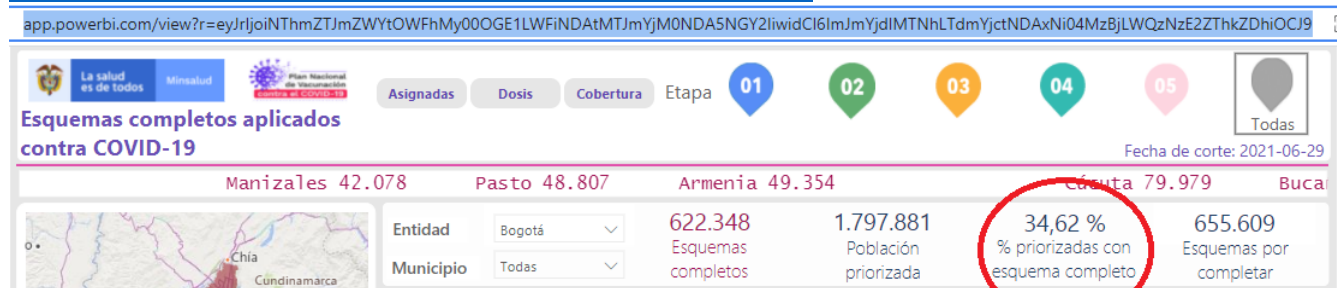 app.powerbi.com/view?r=eyJrIjoiNThmZTJmZWYtOWFhMy00OGE1LWFiNDAtMTJmYjM0NDA5NGY2IiwidCI6ImJmYjdlMTNhLTdmYjctNDAxNi04MzBjLWQzNzE2ZThkZDhiOCJ9
La salud
es de todos
Minsalud
Plan Nacional
de Vacunación
contra el COVID-19
Asignadas Dosis Cobertura Etapa 01 02 03 04 05
Todas
Esquemas completos aplicados
contra COVID-19
Fecha de corte: 2021-06-29
Manizales 42.078 Pasto 48.807 Armenia 49.354 Cúcuta 79.979 Bucar
Chía
Cundinamarca
Entidad Bogotá
Municipio Todas
622.348
Esquemas
completos
1.797.881
Población
priorizada
34,62 %
% priorizadas con
esquema completo
655.609
Esquemas por
completar